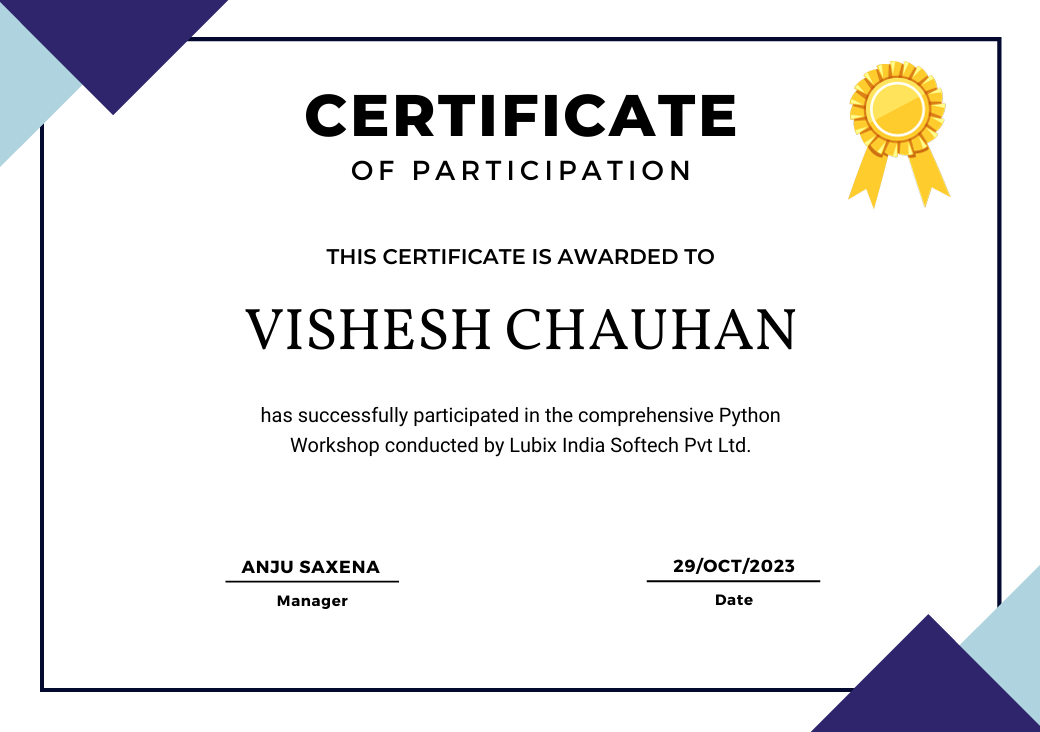 CERTIFICATE
OF PARTICIPATION
THIS CERTIFICATE IS AWARDED TO
VISHESH CHAUHAN
has successfully participated in the comprehensive Python
Workshop conducted by Lubix India Softech Pvt Ltd.
ANJU SAXENA
Manager
29/OCT/2023
Date